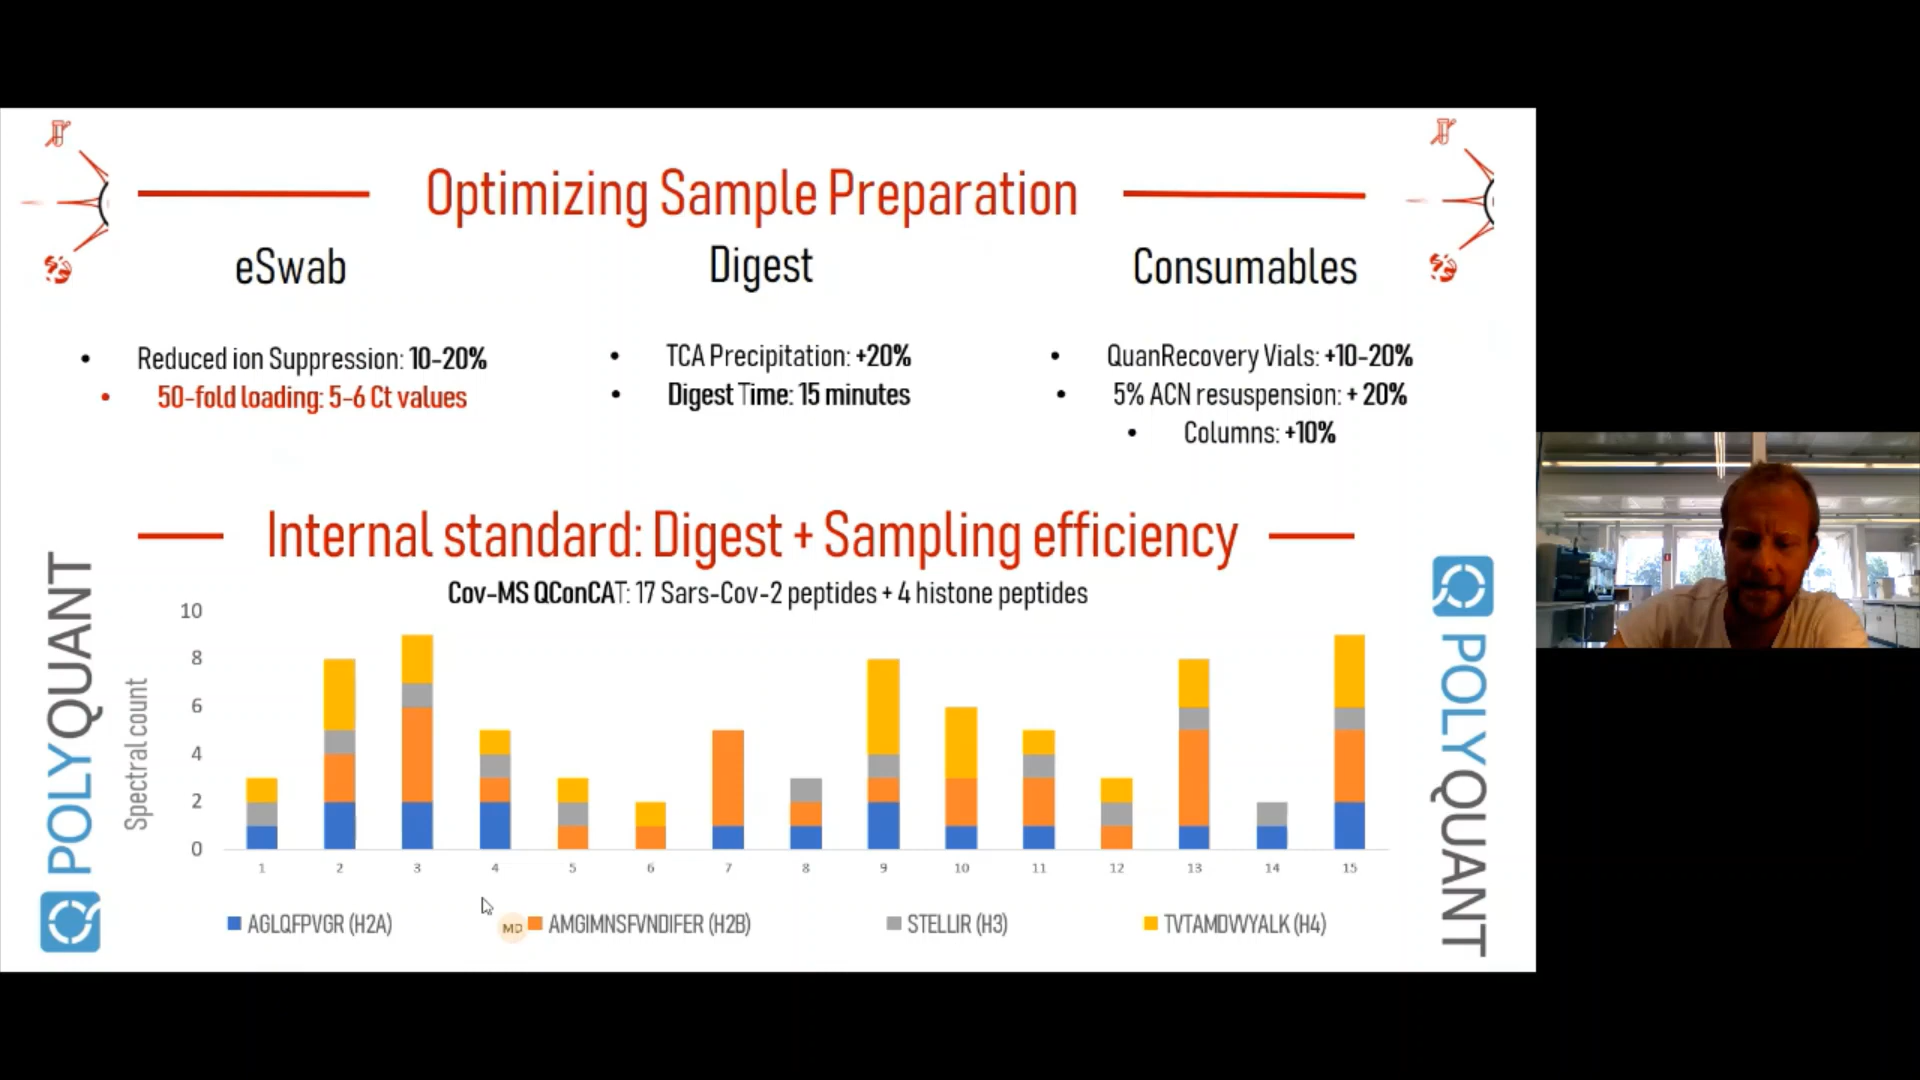 Optimizing Sample Preparation
eSwab
Reduced ion Suppression: 10-20%
50-fold loading: 5-6 Ct values
Digest
TCA Precipitation: +20%
Digest Time: 15 minutes
Consumables
QuanRecovery Vials: +10-20%
5% ACN resuspension: + 20%
Columns: +10%
Internal standard: Digest + Sampling efficiency
Cov-MS QConCAT: 17 Sars-Cov-2 peptides + 4 histone peptides
POLYQUANT
Spectral count
10
8
6
4
2
0
1 2 3 4 5 6 7 8 9 10 11 12 13 14 15
AGLQFPVGR (H2A)
MD
AMGIMNSFVNDIFER (H2B)
STELLIR (H3)
TVTAMDVVYALK (H4)
POLYQUANT